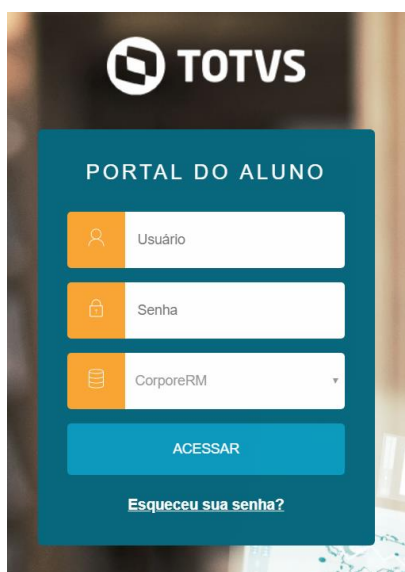 TOTVS
PORTAL DO ALUNO
Usuário
Senha
CorporeRM
ACESSAR
Esqueceu sua senha?